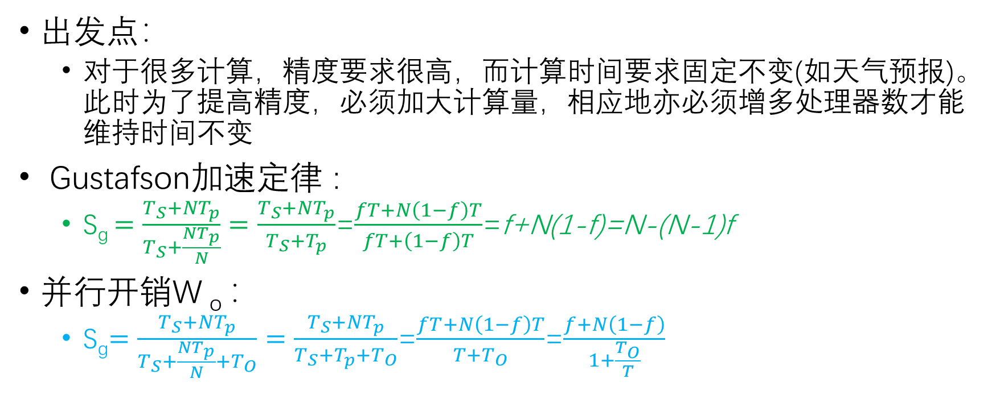 • 出发点：
• 对于很多计算，精度要求很高，而计算时间要求固定不变(如天气预报)。
此时为了提高精度，必须加大计算量，相应地亦必须增多处理器数才能
维持时间不变
• Gustafson加速定律：
• S_g = \frac{T_S+NT_p}{T_S+\frac{NT_p}{N}} = \frac{T_S+NT_p}{T_S+T_p}=\frac{fT+N(1-f)T}{fT+(1-f)T}=f+N(1-f)=N-(N-1)f
• 并行开销W_o：
• S_g= \frac{T_S+NT_p}{T_S+\frac{NT_p}{N}+T_O} = \frac{T_S+NT_p}{T_S+T_p+T_O}=\frac{fT+N(1-f)T}{T+T_O}=\frac{f+N(1-f)}{1+\frac{T_O}{T}}